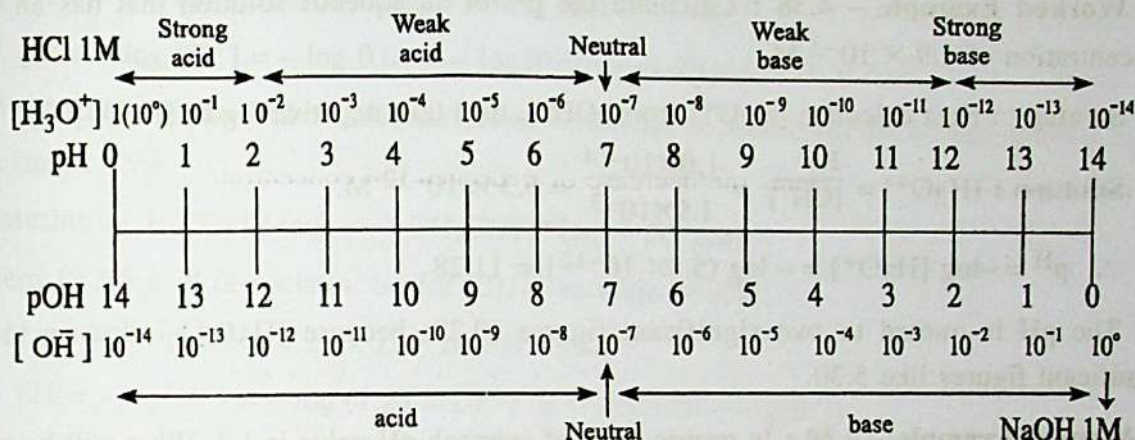 Strong acid Weak acid Neutral Weak base Strong base
HCl 1M
[H₃O⁺] 1(10°) 10⁻¹ 10⁻² 10⁻³ 10⁻⁴ 10⁻⁵ 10⁻⁶ 10⁻⁷ 10⁻⁸ 10⁻⁹ 10⁻¹⁰ 10⁻¹¹ 10⁻¹² 10⁻¹³ 10⁻¹⁴
pH 0 1 2 3 4 5 6 7 8 9 10 11 12 13 14
pOH 14 13 12 11 10 9 8 7 6 5 4 3 2 1 0
[ OH ] 10⁻¹⁴ 10⁻¹³ 10⁻¹² 10⁻¹¹ 10⁻¹⁰ 10⁻⁹ 10⁻⁸ 10⁻⁷ 10⁻⁶ 10⁻⁵ 10⁻⁴ 10⁻³ 10⁻² 10⁻¹ 10°
acid Neutral base NaOH 1M